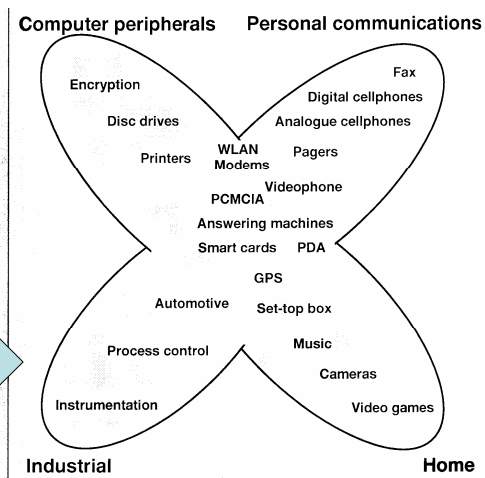 Computer peripherals
Personal communications
Fax
Encryption
Digital cellphones
Disc drives
Analogue cellphones
WLAN
Modems
Pagers
Printers
Videophone
PCMCIA
Answering machines
Smart cards
PDA
GPS
Automotive
Set-top box
Music
Process control
Cameras
Instrumentation
Video games
Industrial
Home